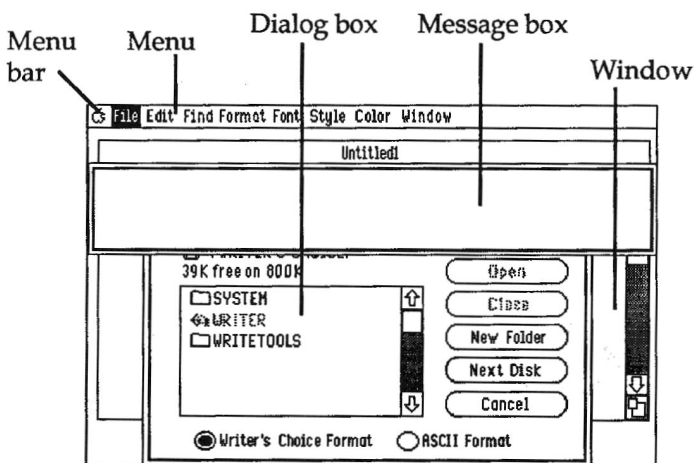 Dialog box Message box
Menu Menu
bar
Window
File Edit Find Format Font Style Color Window
Untitled1
39K free on 800K
Open
SYSTEM
Close
WRITER
WRITETOOLS
New Folder
Next Disk
Cancel
Writer's Choice Format ASCII Format